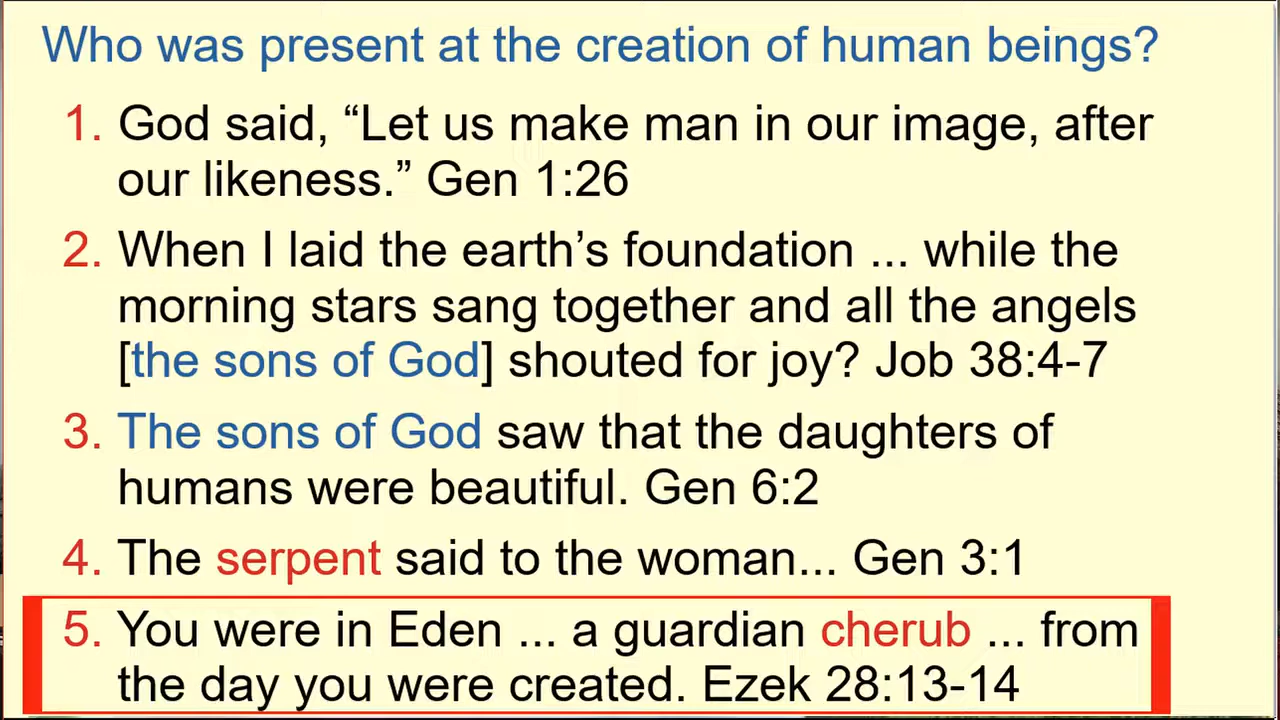 Who was present at the creation of human beings?
1. God said, “Let us make man in our image, after
our likeness.” Gen 1:26
2. When I laid the earth’s foundation ... while the
morning stars sang together and all the angels
[the sons of God] shouted for joy? Job 38:4-7
3. The sons of God saw that the daughters of
humans were beautiful. Gen 6:2
4. The serpent said to the woman... Gen 3:1
5. You were in Eden ... a guardian cherub ... from
the day you were created. Ezek 28:13-14